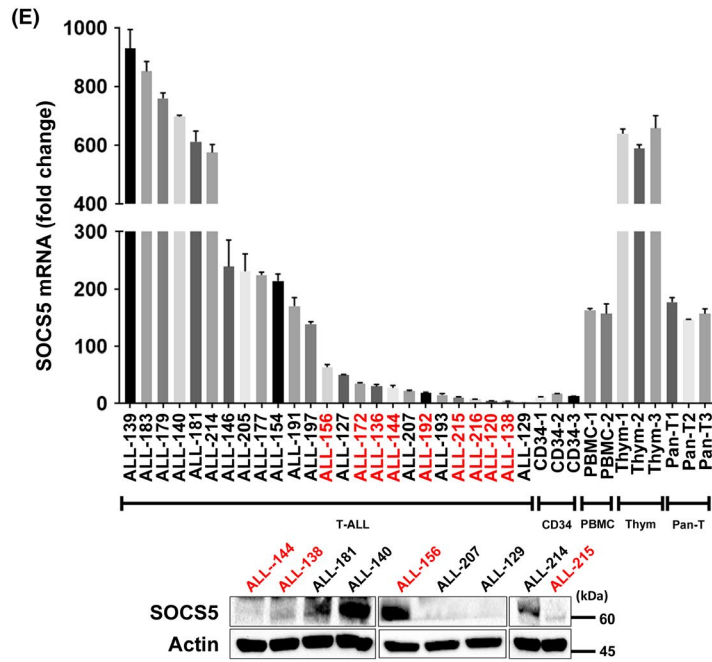 (E)
SOCS5 mRNA (fold change)
1000
800
600
400
300
200
100
0
ALL-139
ALL-183
ALL-179
ALL-140
ALL-181
ALL-214
ALL-146
ALL-205
ALL-177
ALL-154
ALL-191
ALL-197
ALL-156
ALL-127
ALL-172
ALL-136
ALL-144
ALL-207
ALL-192
ALL-193
ALL-215
ALL-216
ALL-120
ALL-138
ALL-129
CD34-1
CD34-2
CD34-3
PBMC-1
PBMC-2
Thym-1
Thym-2
Thym-3
Pan-T1
Pan-T2
Pan-T3
T-ALL CD34 PBMC Thym Pan-T
ALL--144
ALL-138
ALL-181
ALL-140
ALL-156
ALL-207
ALL-129
ALL-214
ALL-215
(kDa)
SOCS5 60
Actin 45